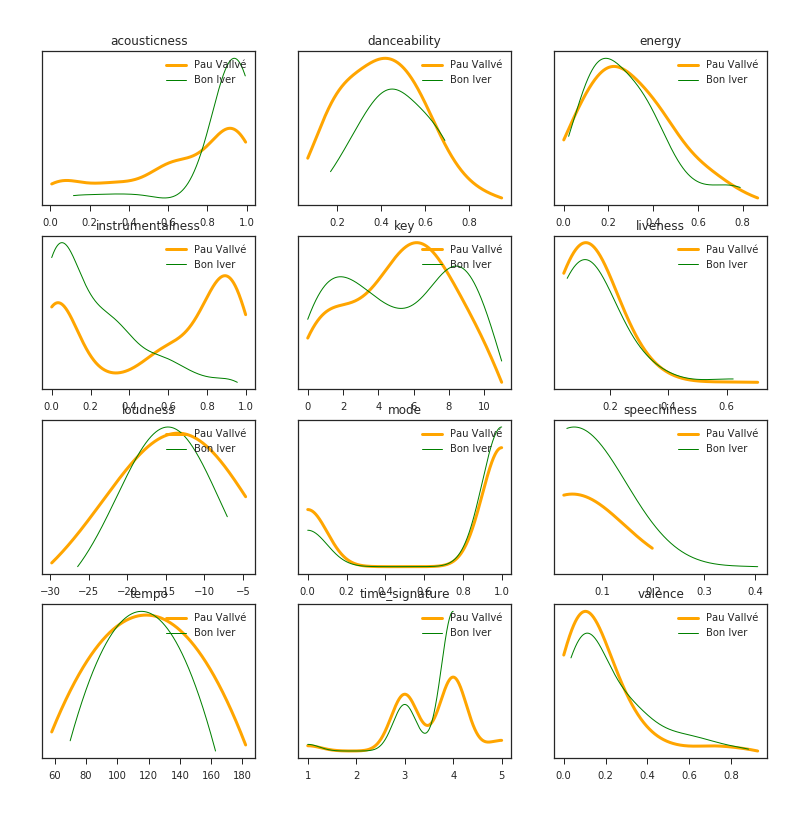 acousticness danceability energy
Pau Vallvé Pau Vallvé Pau Vallvé
Bon Iver Bon Iver Bon Iver
0.0 0.2 0.4 0.6 0.8 1.0 0.2 0.4 0.6 0.8 0.0 0.2 0.4 0.6 0.8
instrumentalness key liveness
Pau Vallvé Pau Vallvé Pau Vallvé
Bon Iver Bon Iver Bon Iver
0.0 0.2 0.4 0.6 0.8 1.0 0 2 4 6 8 10 0.2 0.4 0.6
loudness mode speechiness
Pau Vallvé Pau Vallvé Pau Vallvé
Bon Iver Bon Iver Bon Iver
−30 −25 −20 −15 −10 −5 0.0 0.2 0.4 0.6 0.8 1.0 0.1 0.2 0.3 0.4
tempo time_signature valence
Pau Vallvé Pau Vallvé Pau Vallvé
Bon Iver Bon Iver Bon Iver
60 80 100 120 140 160 180 1 2 3 4 5 0.0 0.2 0.4 0.6 0.8